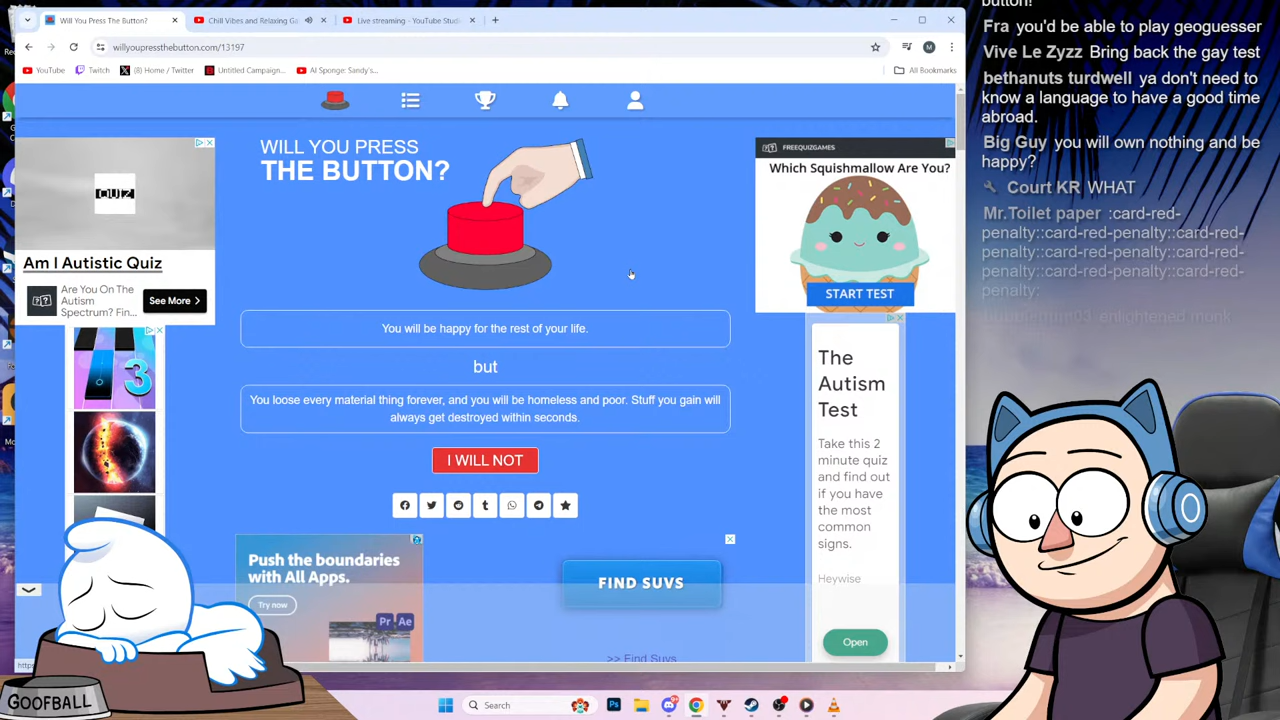 Will You Press The Button?
Chill Vibes and Relaxing Ga
Live streaming - YouTube Studi
willyoupressthebutton.com/13197
M
YouTube
Twitch
(8) Home / Twitter
Untitled Campaign...
AI Sponge: Sandy's...
All Bookmarks
WILL YOU PRESS
THE BUTTON?
You will be happy for the rest of your life.
but
You loose every material thing forever, and you will be homeless and poor. Stuff you gain will
always get destroyed within seconds.
I WILL NOT
QUIZ
Am I Autistic Quiz
Are You On The
Autism
Spectrum? Fin...
See More >
3
FREEQUIZGAMES
Which Squishmallow Are You?
START TEST
The
Autism
Test
Take this 2
minute quiz
and find out
if you have
the most
common
signs.
Heywise
Open
Push the boundaries
with All Apps.
Try now
Pr Ae
FIND SUVS
>> Find Suvs
button!
Fra you'd be able to play geoguesser
Vive Le Zyzz Bring back the gay test
bethanuts turdwell ya don't need to
know a language to have a good time
abroad.
Big Guy you will own nothing and be
happy?
Court KR WHAT
Mr.Toilet paper :card-red-
penalty::card-red-penalty::card-red-
penalty::card-red-penalty::card-red-
penalty::card-red-penalty::card-red-
penalty:
enlightened monk
GOOFBALL
Search